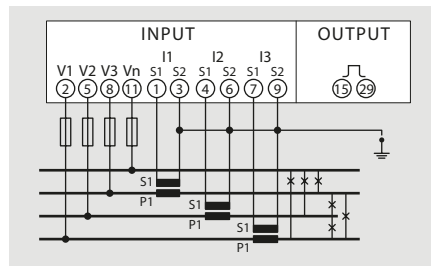 INPUT
OUTPUT
I1 I2 I3
V1 V2 V3 Vn S1 S2 S1 S2 S1 S2
2 5 8 11 1 3 4 6 7 9
15 29
S1
P1
S1
P1
S1
P1